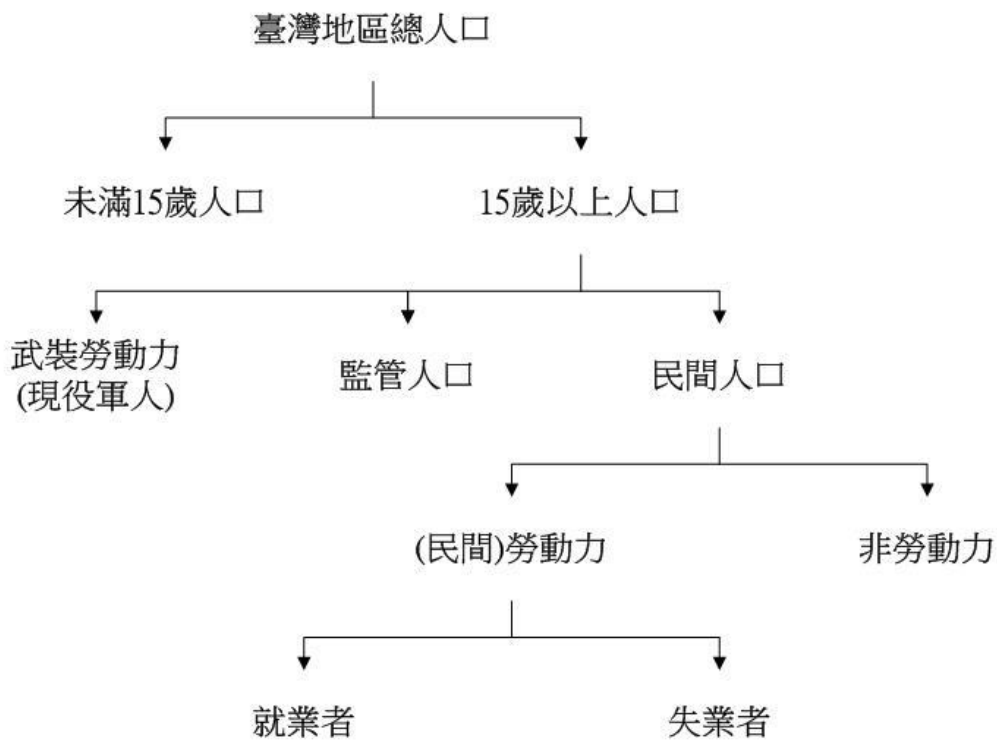 臺灣地區總人口
未滿15歲人口
15歲以上人口
武裝勞動力
(現役軍人)
監管人口
民間人口
(民間)勞動力
非勞動力
就業者
失業者